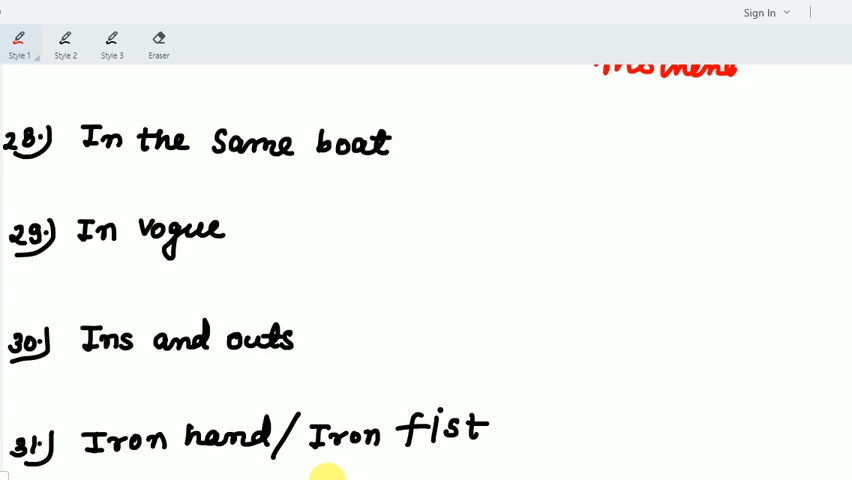 Sign In
Style 1
Style 2
Style 3
Eraser
28.) In the same boat
29.) In vogue
30.) Ins and outs
31.) Iron hand/Iron fist